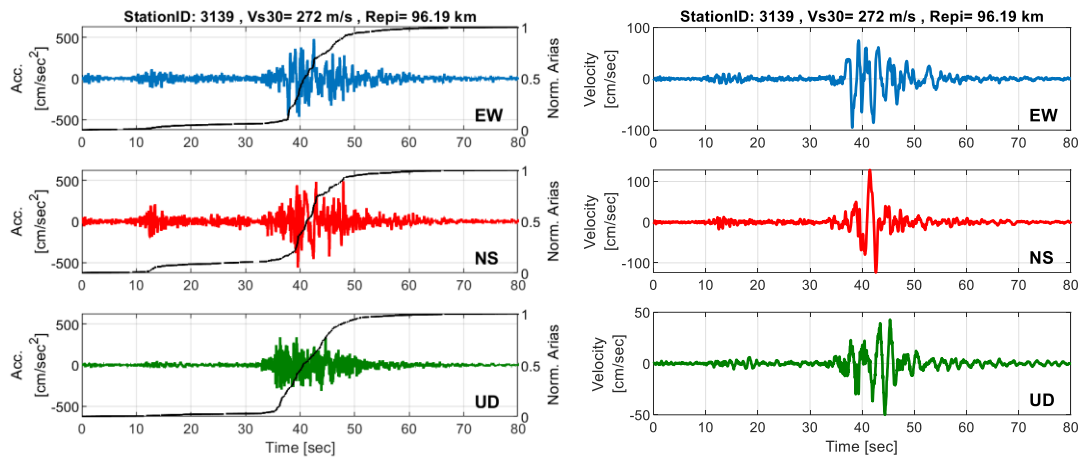 StationID: 3139 , Vs30= 272 m/s , Repi= 96.19 km
Acc.
[cm/sec²]
500
0
-500
1
0.5
0
Norm. Arias
EW
0 10 20 30 40 50 60 70 80
Acc.
[cm/sec²]
500
0
-500
1
0.5
0
Norm. Arias
NS
0 10 20 30 40 50 60 70 80
Acc.
[cm/sec²]
500
0
-500
1
0.5
0
Norm. Arias
UD
0 10 20 30 40 50 60 70 80
Time [sec]
StationID: 3139 , Vs30= 272 m/s , Repi= 96.19 km
Velocity
[cm/sec]
100
0
-100
EW
0 10 20 30 40 50 60 70 80
Velocity
[cm/sec]
100
0
-100
NS
0 10 20 30 40 50 60 70 80
Velocity
[cm/sec]
50
0
-50
UD
0 10 20 30 40 50 60 70 80
Time [sec]